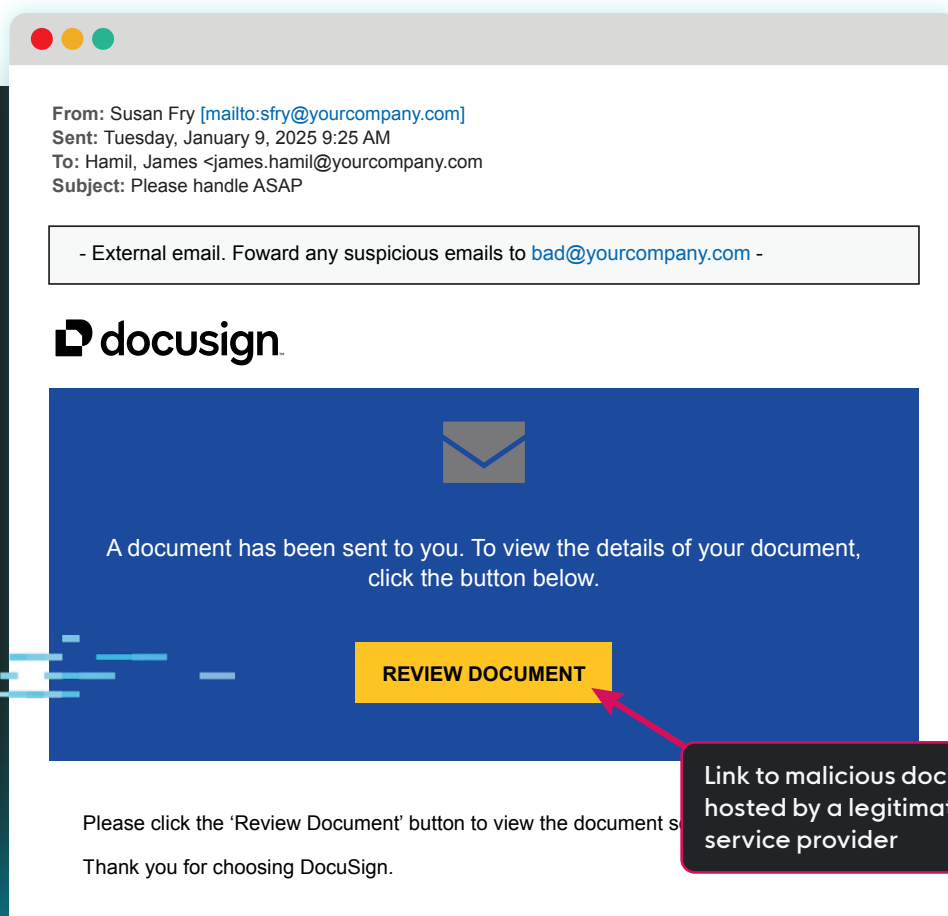 From: Susan Fry [mailto:sfry@yourcompany.com]
Sent: Tuesday, January 9, 2025 9:25 AM
To: Hamil, James <james.hamil@yourcompany.com
Subject: Please handle ASAP
- External email. Foward any suspicious emails to bad@yourcompany.com -
docusign
A document has been sent to you. To view the details of your document,
click the button below.
REVIEW DOCUMENT
Link to malicious doc
hosted by a legitimat
service provider
Please click the ‘Review Document’ button to view the document s
Thank you for choosing DocuSign.